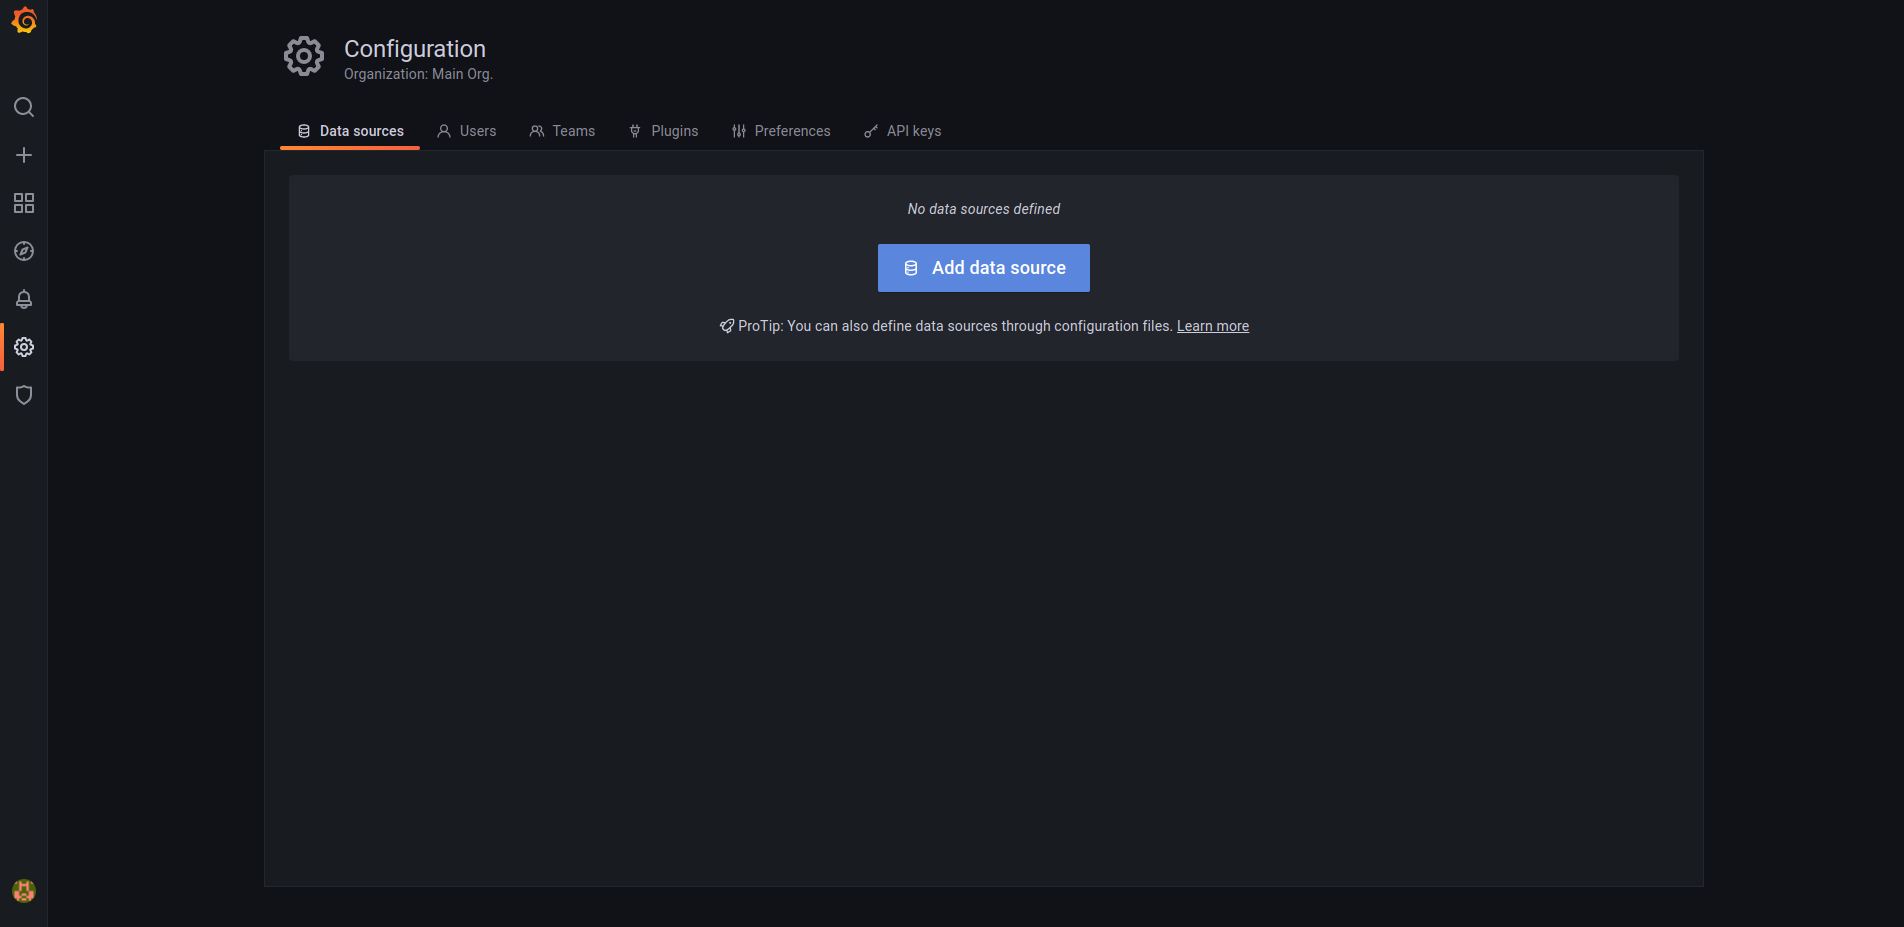 Configuration
Organization: Main Org.
Data sources Users Teams Plugins Preferences API keys
No data sources defined
Add data source
ProTip: You can also define data sources through configuration files. Learn more